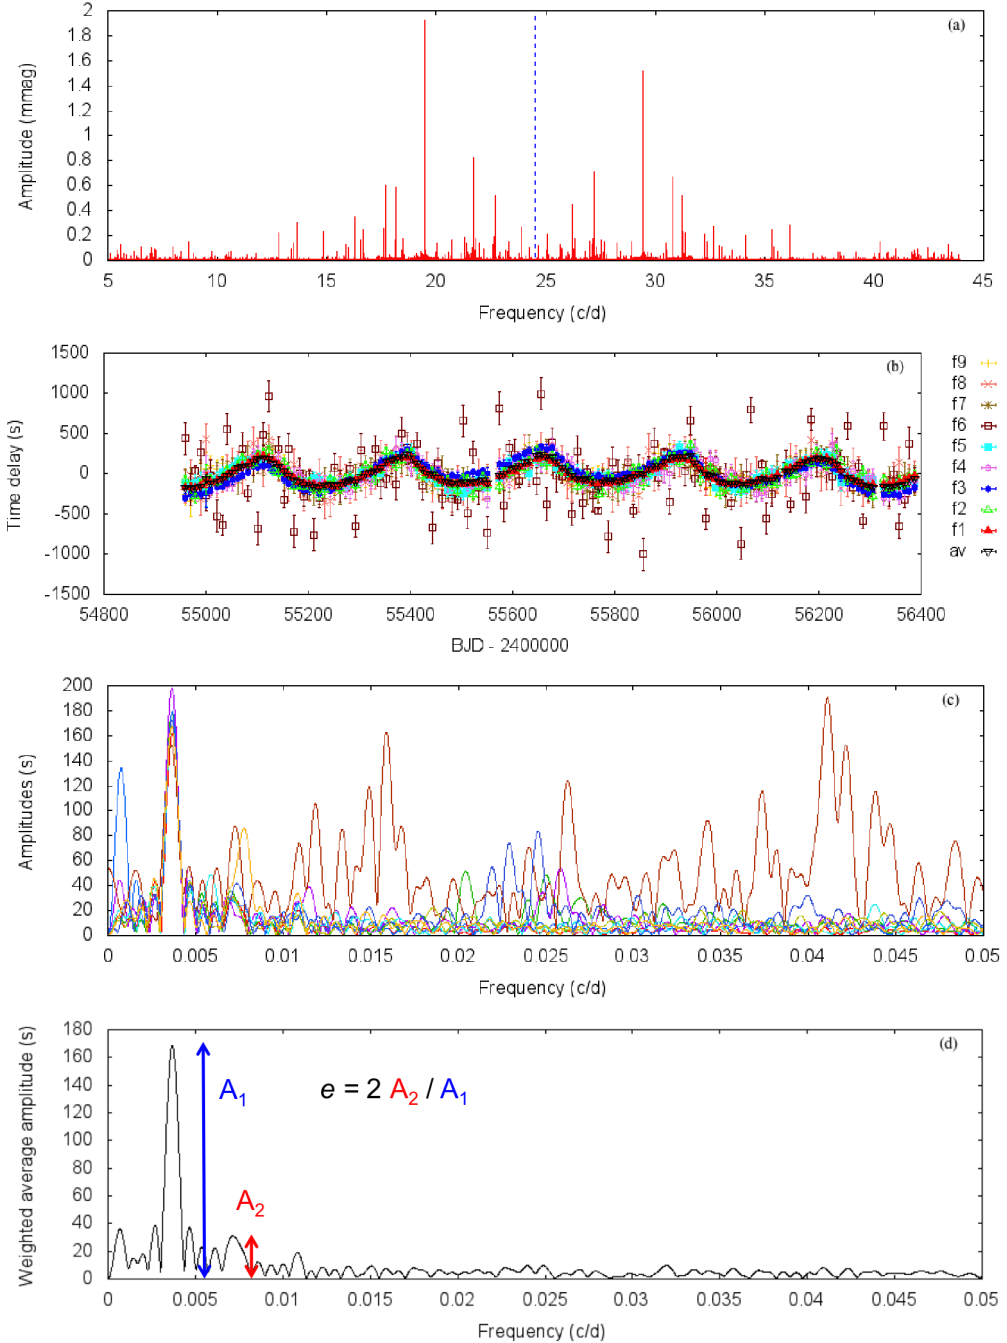 (a)
2
1.8
1.6
1.4
1.2
1
0.8
0.6
0.4
0.2
0
Amplitude (mmag)
5 10 15 20 25 30 35 40 45
Frequency (c/d)
(b)
1500
1000
500
0
-500
-1000
-1500
Time delay (s)
f9
f8
f7
f6
f5
f4
f3
f2
f1
av
54800 55000 55200 55400 55600 55800 56000 56200 56400
BJD - 2400000
(c)
200
180
160
140
120
100
80
60
40
20
0
Amplitudes (s)
0 0.005 0.01 0.015 0.02 0.025 0.03 0.035 0.04 0.045 0.05
Frequency (c/d)
(d)
180
160
140
120
100
80
60
40
20
0
Weighted average amplitude (s)
A1
e = 2 A2 / A1
A2
0 0.005 0.01 0.015 0.02 0.025 0.03 0.035 0.04 0.045 0.05
Frequency (c/d)